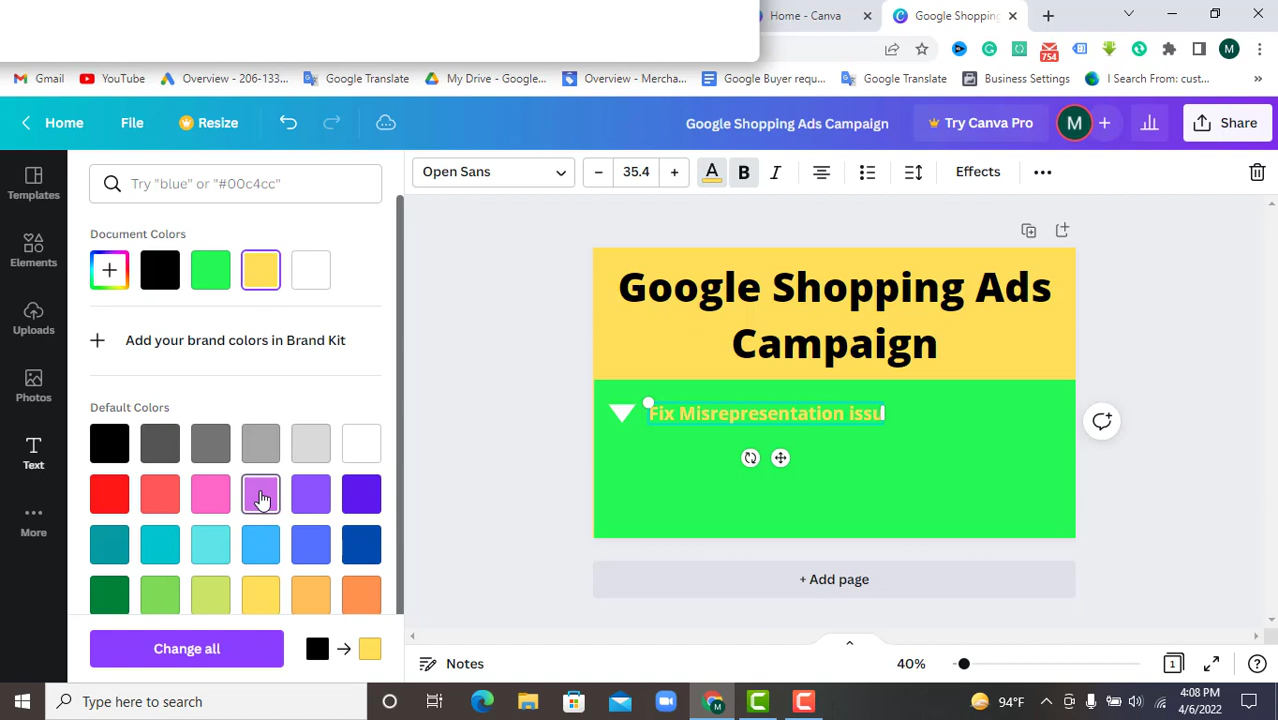 Home - Canva
Google Shopping
754
Gmail
YouTube
Overview - 206-133...
Google Translate
My Drive - Google...
Overview - Mercha...
Google Buyer requ...
Google Translate
Business Settings
I Search From: cust...
M
Home
File
Resize
Google Shopping Ads Campaign
Try Canva Pro
M
Share
Templates
Elements
Uploads
Photos
Text
More
Try "blue" or "#00c4cc"
Document Colors
Add your brand colors in Brand Kit
Default Colors
Change all
Open Sans
35.4
A
B
I
Effects
Google Shopping Ads
Campaign
Fix Misrepresentation issu
+ Add page
Notes
40%
1
Type here to search
94°F
4:08 PM
4/6/2022